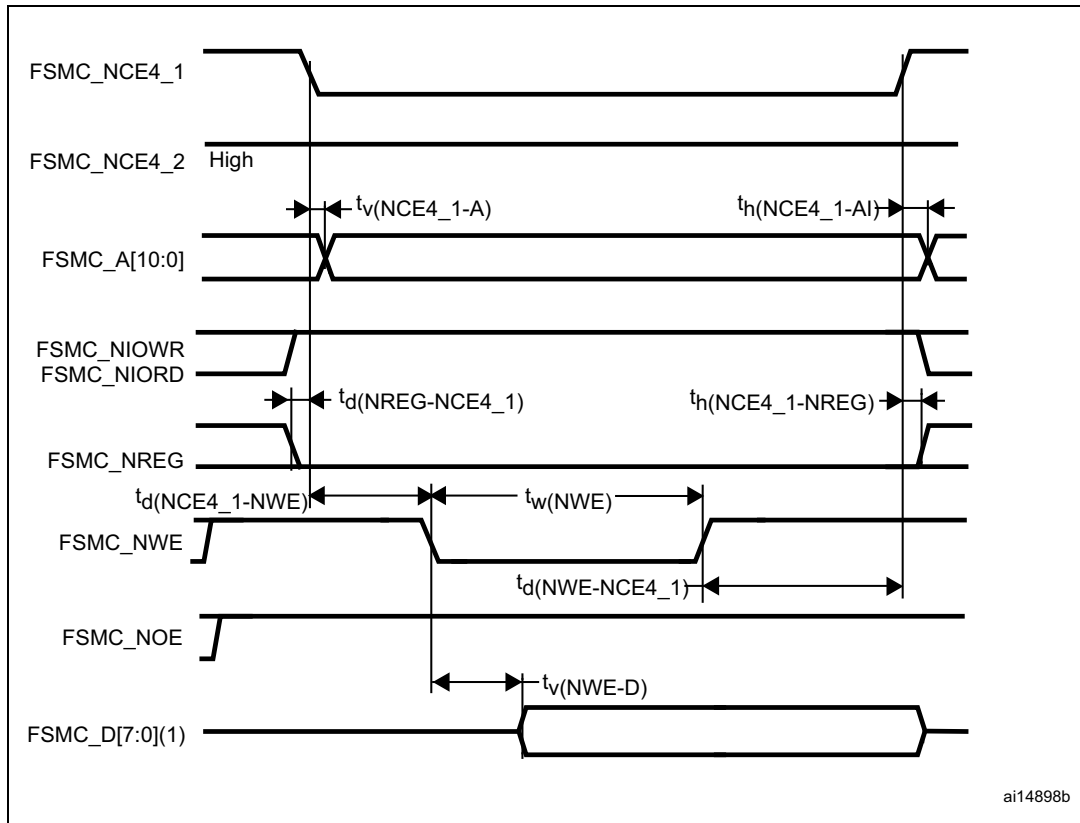 FSMC_NCE4_1
FSMC_NCE4_2
High
tv(NCE4_1-A)
th(NCE4_1-AI)
FSMC_A[10:0]
FSMC_NIOWR
FSMC_NIORD
td(NREG-NCE4_1)
th(NCE4_1-NREG)
FSMC_NREG
td(NCE4_1-NWE)
tw(NWE)
FSMC_NWE
td(NWE-NCE4_1)
FSMC_NOE
tv(NWE-D)
FSMC_D[7:0](1)
ai14898b